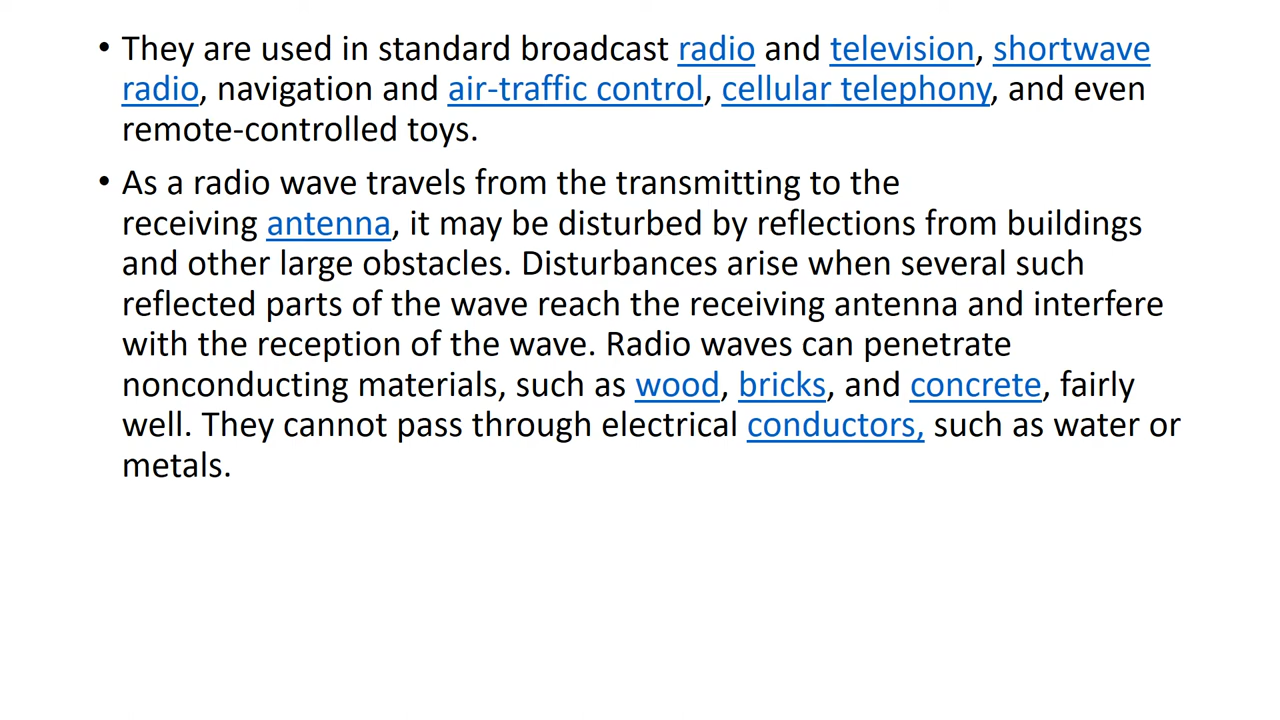 • They are used in standard broadcast radio and television, shortwave
radio, navigation and air-traffic control, cellular telephony, and even
remote-controlled toys.
• As a radio wave travels from the transmitting to the
receiving antenna, it may be disturbed by reflections from buildings
and other large obstacles. Disturbances arise when several such
reflected parts of the wave reach the receiving antenna and interfere
with the reception of the wave. Radio waves can penetrate
nonconducting materials, such as wood, bricks, and concrete, fairly
well. They cannot pass through electrical conductors, such as water or
metals.